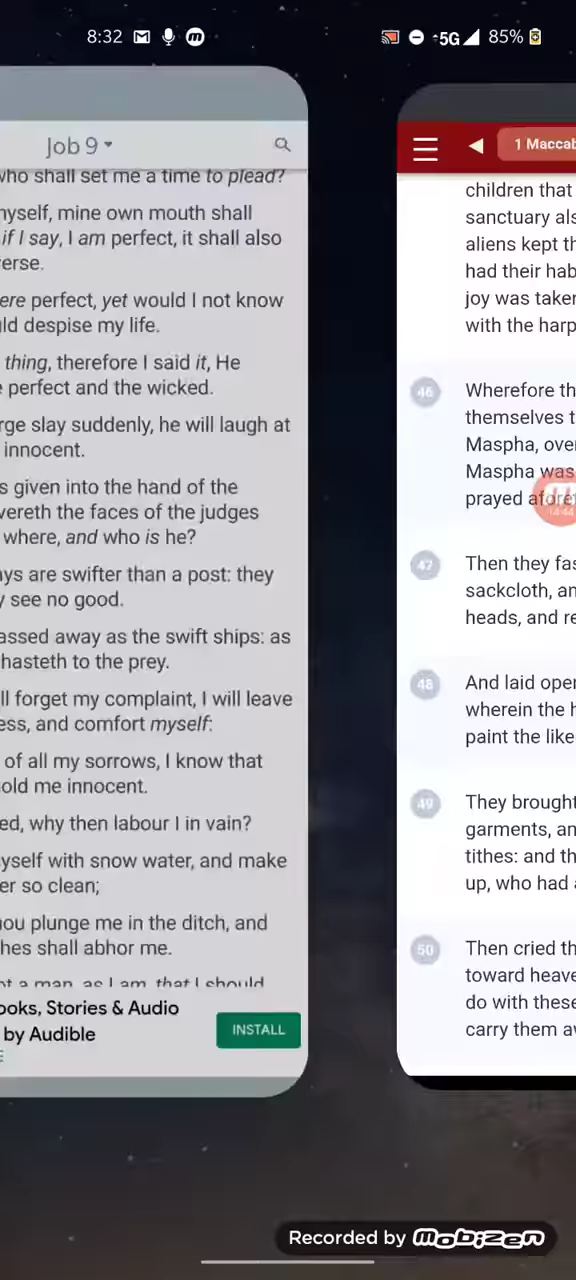 8:32
5G
85%
Job 9
who shall set me a time to plead?
myself, mine own mouth shall
if I say, I am perfect, it shall also
erse.
ere perfect, yet would I not know
ld despise my life.
thing, therefore I said it, He
perfect and the wicked.
rge slay suddenly, he will laugh at
innocent.
s given into the hand of the
vereth the faces of the judges
where, and who is he?
ays are swifter than a post: they
y see no good.
assed away as the swift ships: as
hasteth to the prey.
ll forget my complaint, I will leave
ess, and comfort myself:
of all my sorrows, I know that
old me innocent.
ed, why then labour I in vain?
yself with snow water, and make
er so clean;
hou plunge me in the ditch, and
hes shall abhor me.
ot a man, as I am, that I should
ooks, Stories & Audio
by Audible
INSTALL
1 Maccab
children that
sanctuary als
aliens kept th
had their hab
joy was taken
with the harp
46
Wherefore th
themselves t
Maspha, over
Maspha was
prayed afore
14:44
47
Then they fas
sackcloth, an
heads, and re
48
And laid open
wherein the h
paint the like
49
They brought
garments, an
tithes: and th
up, who had a
50
Then cried th
toward heave
do with these
carry them aw
Recorded by mobizen